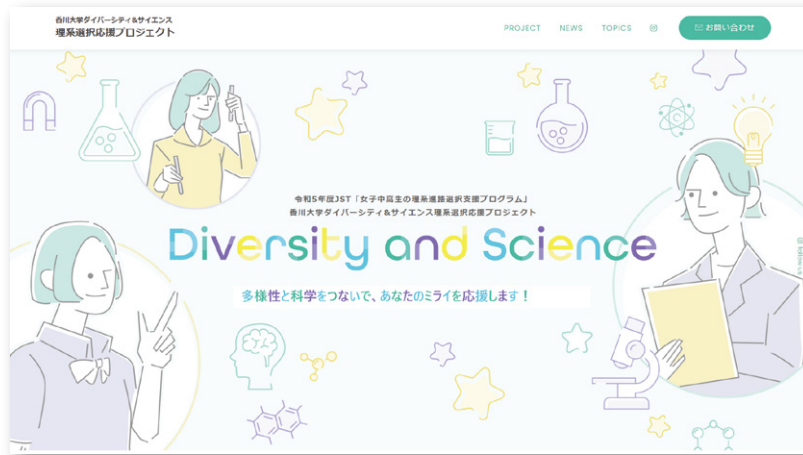 香川大学ダイバーシティ&サイエンス
理系選択応援プロジェクト
PROJECT NEWS TOPICS お問い合わせ
令和5年度JST「女子中高生の理系進路選択支援プログラム」
香川大学ダイバーシティ&サイエンス理系選択応援プロジェクト
Diversity and Science
多様性と科学をつないで、あなたのミライを応援します！
follow us